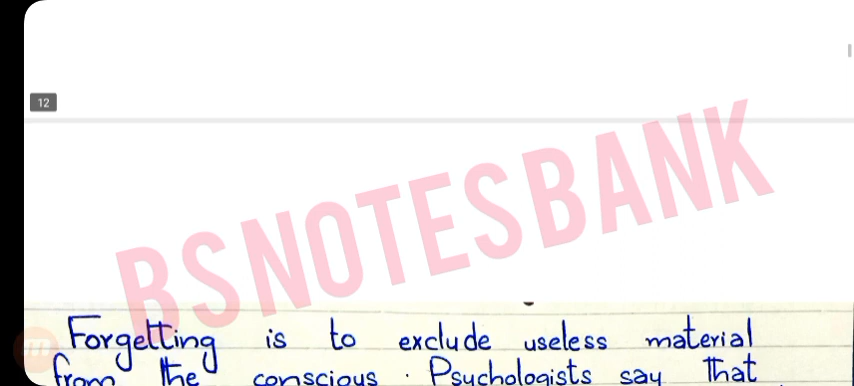 12
BSNOTESBANK
Forgetting is to exclude useless material
from the conscious. Psychologists say that